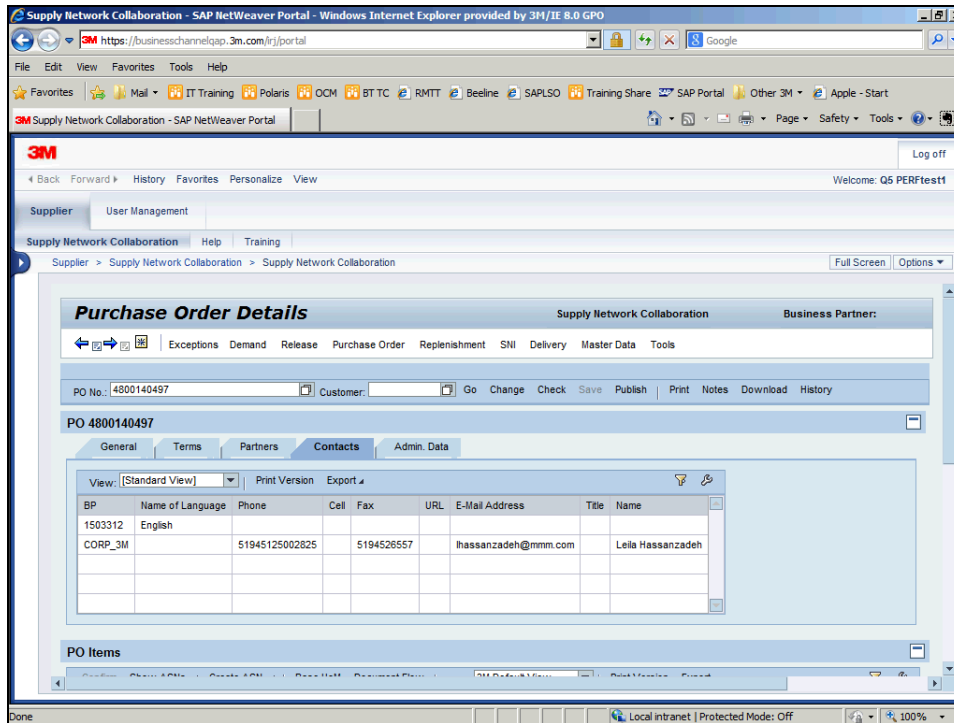 Supply Network Collaboration - SAP NetWeaver Portal - Windows Internet Explorer provided by 3M/IE 8.0 GPO
3M https://businesschannelqap.3m.com/irj/portal
Google
File Edit View Favorites Tools Help
Favorites Mail IT Training Polaris OCM BT TC RMTT Beeline SAPLSO Training Share SAP Portal Other 3M Apple - Start
3M Supply Network Collaboration - SAP NetWeaver Portal
Page Safety Tools
3M
Log off
Back Forward History Favorites Personalize View
Welcome: Q5 PERFtest1
Supplier User Management
Supply Network Collaboration Help Training
Supplier > Supply Network Collaboration > Supply Network Collaboration
Full Screen Options
Purchase Order Details
Supply Network Collaboration
Business Partner:
Exceptions Demand Release Purchase Order Replenishment SNI Delivery Master Data Tools
PO No.: 4800140497 Customer: Go Change Check Save Publish Print Notes Download History
PO 4800140497
General Terms Partners Contacts Admin. Data
View: [Standard View] Print Version Export
BP Name of Language Phone Cell Fax URL E-Mail Address Title Name
1503312 English
CORP_3M 51945125002825 5194526557 lhassanzadeh@mmm.com Leila Hassanzadeh
PO Items
Done
Local intranet | Protected Mode: Off
100%